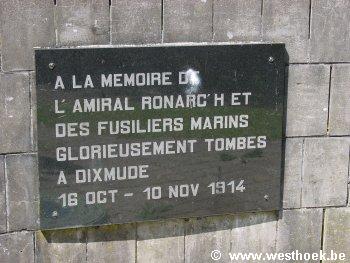 A LA MEMOIRE DE
L'AMIRAL RONARC'H ET
DES FUSILIERS MARINS
GLORIEUSEMENT TOMBES
A DIXMUDE
16 OCT - 10 NOV 1914
© www.westhoek.be